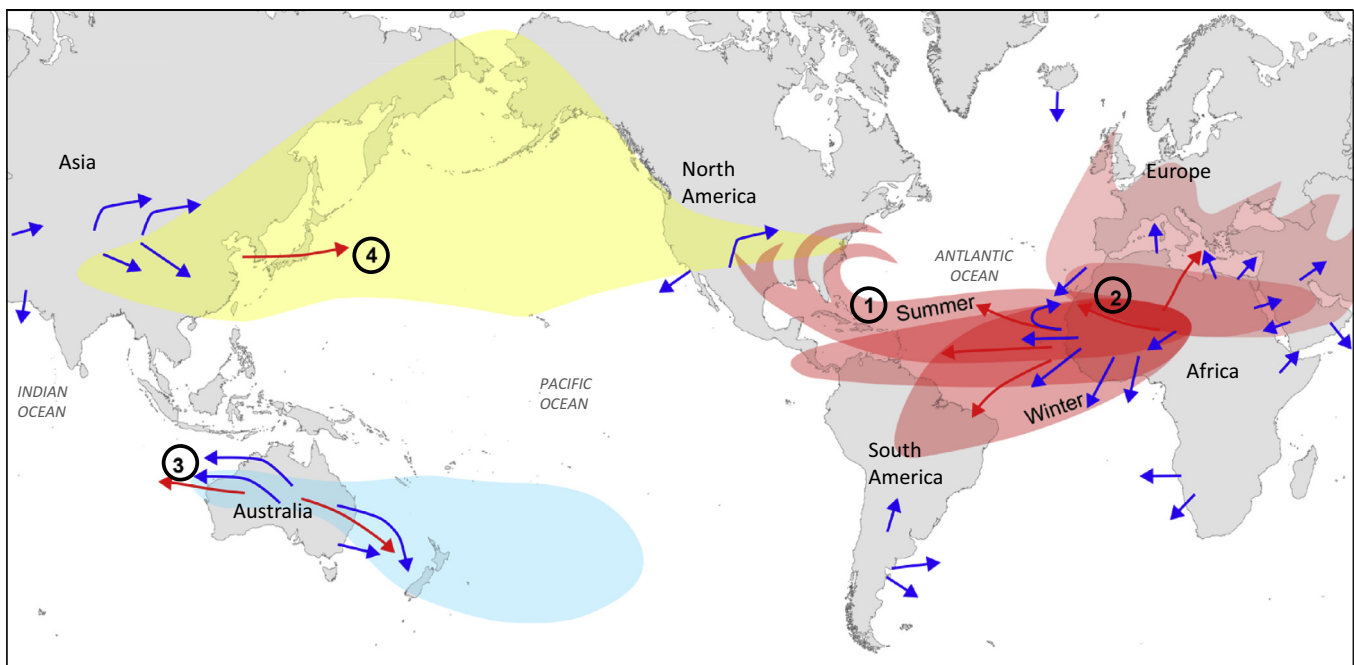 Asia
North
America
Europe
ANTLANTIC
OCEAN
4
1
2
Summer
INDIAN
OCEAN
PACIFIC
OCEAN
Africa
Winter
3
South
America
Australia